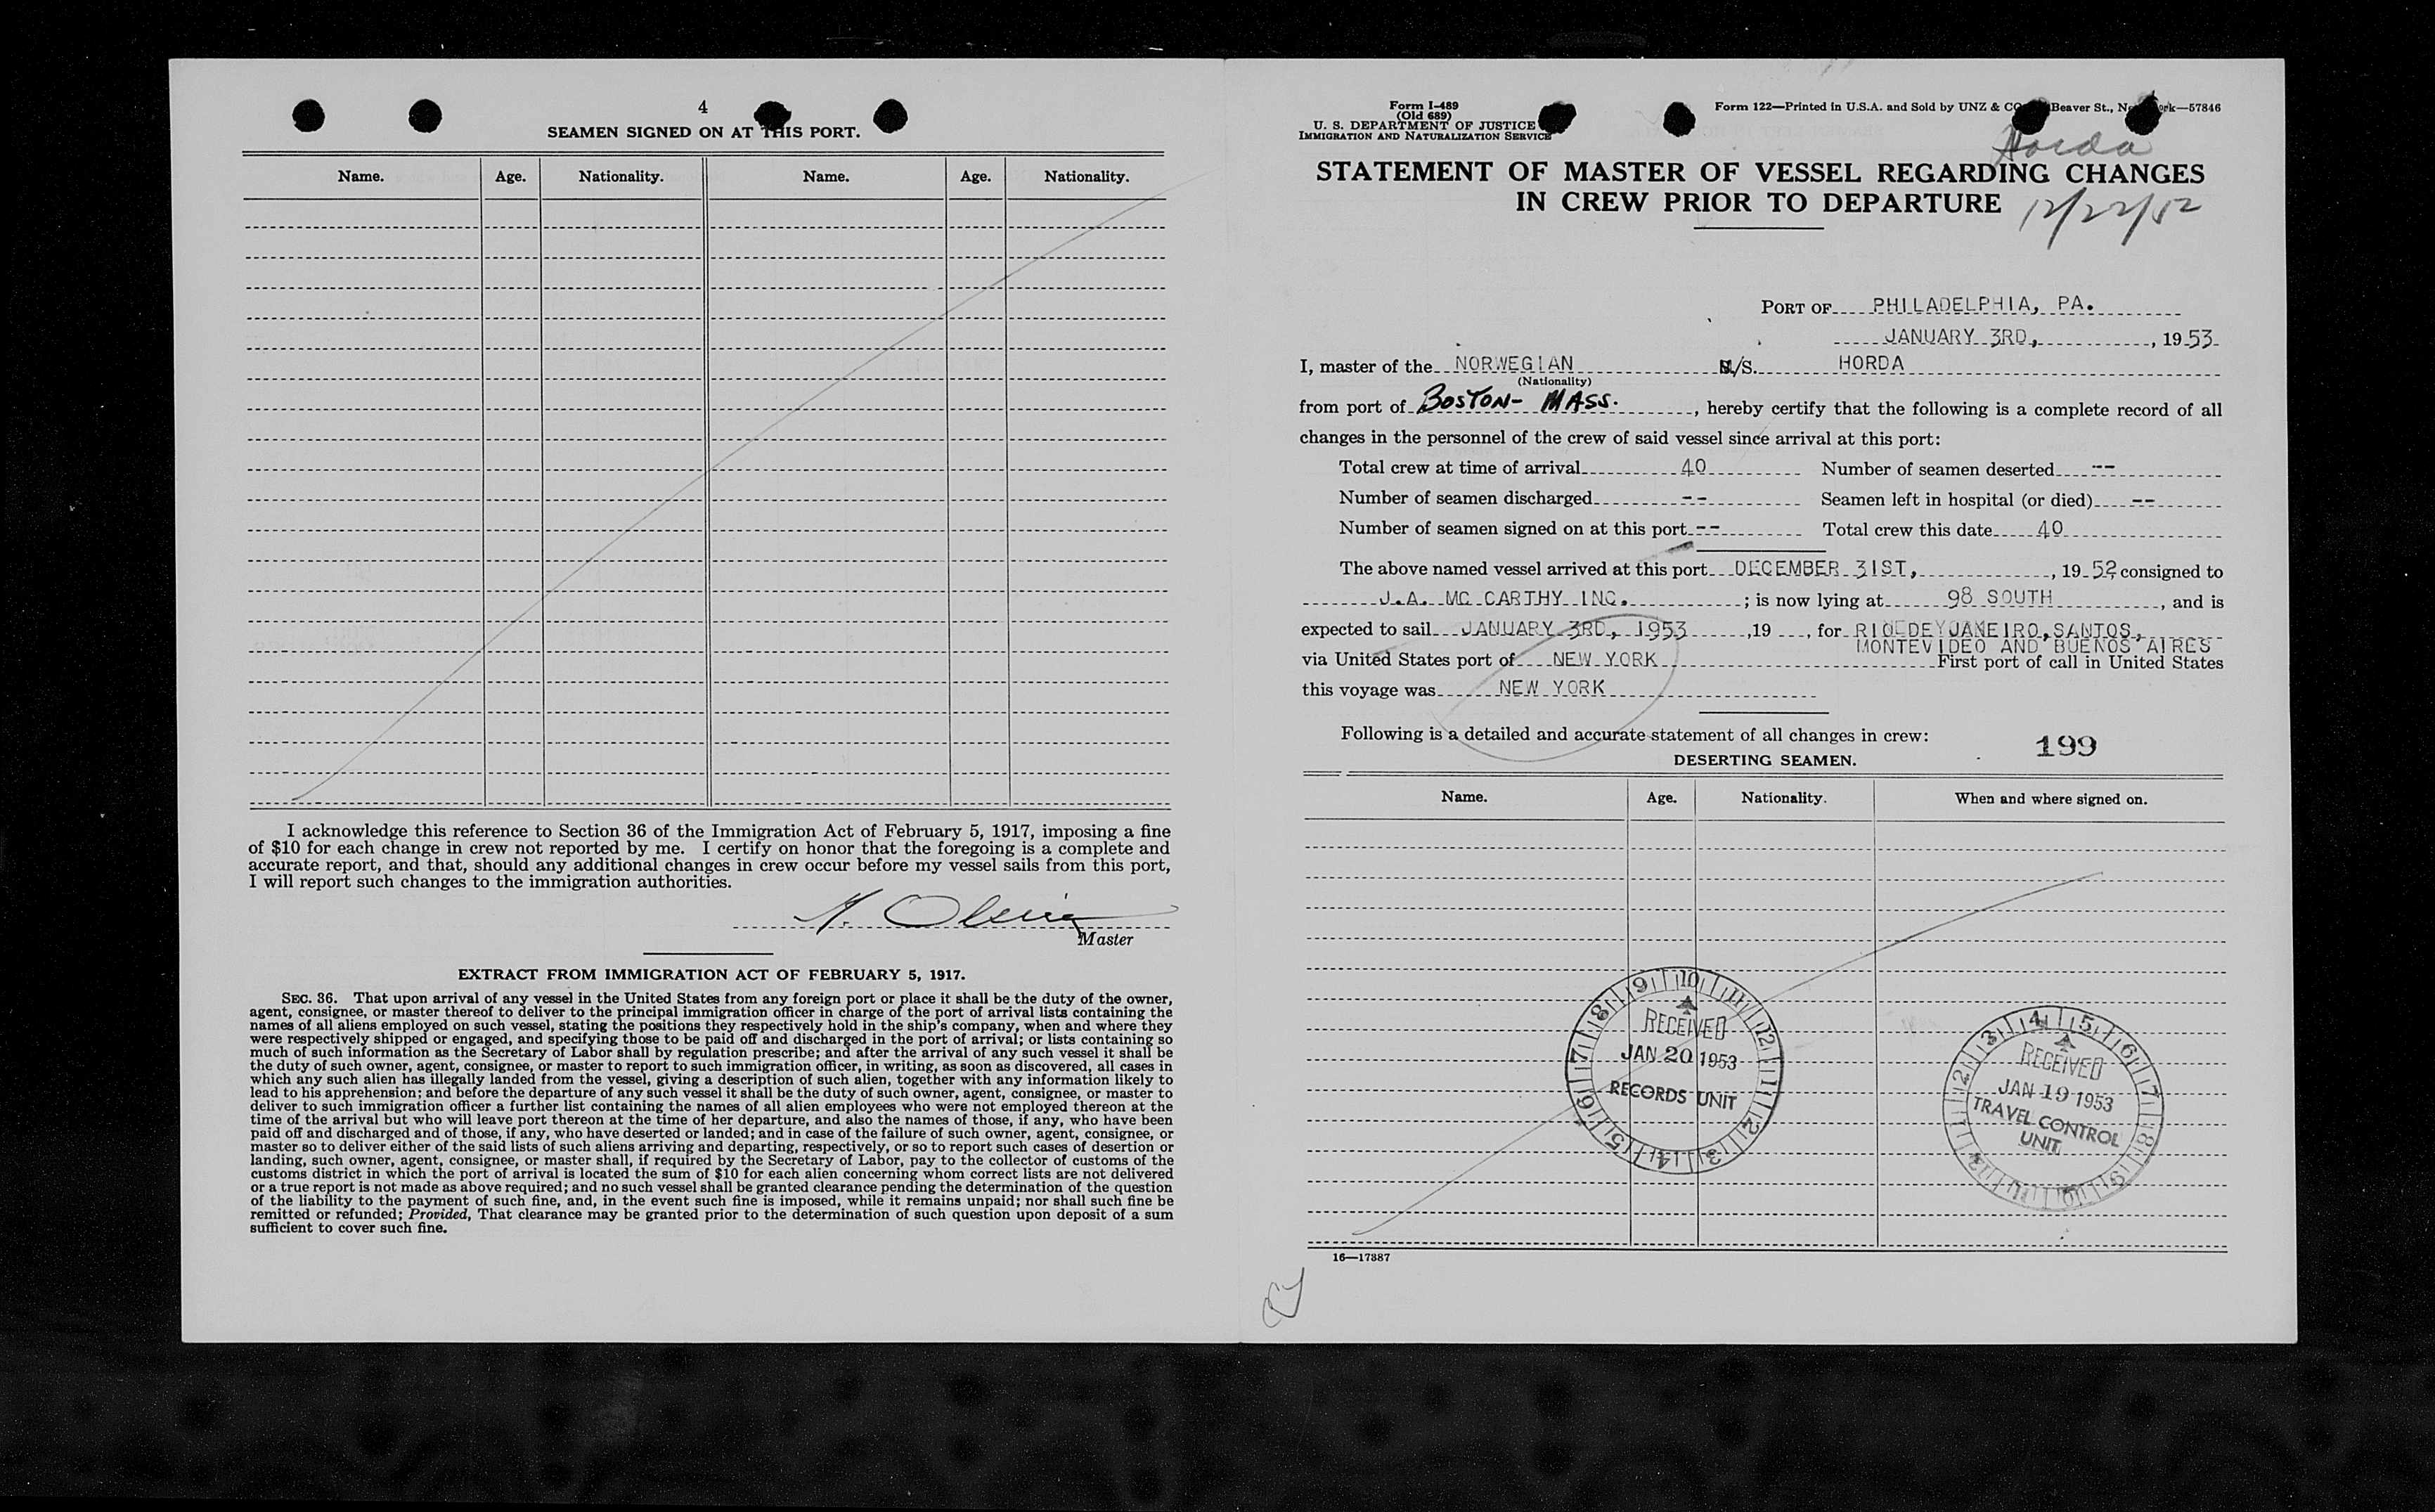 4
SEAMEN SIGNED ON AT THIS PORT.
Name. Age. Nationality. Name. Age. Nationality.
I acknowledge this reference to Section 36 of the Immigration Act of February 5, 1917, imposing a fine
of $10 for each change in crew not reported by me. I certify on honor that the foregoing is a complete and
accurate report, and that, should any additional changes in crew occur before my vessel sails from this port,
I will report such changes to the immigration authorities.
Master
EXTRACT FROM IMMIGRATION ACT OF FEBRUARY 5, 1917.
SEC. 36. That upon arrival of any vessel in the United States from any foreign port or place it shall be the duty of the owner,
agent, consignee, or master thereof to deliver to the principal immigration officer in charge of the port of arrival lists containing the
names of all aliens employed on such vessel, stating the positions they respectively hold in the ship's company, when and where they
were respectively shipped or engaged, and specifying those to be paid off and discharged in the port of arrival; or lists containing so
much of such information as the Secretary of Labor shall by regulation prescribe; and after the arrival of any such vessel it shall be
the duty of such owner, agent, consignee, or master to report to such immigration officer, in writing, as soon as discovered, all cases in
which any such alien has illegally landed from the vessel, giving a description of such alien, together with any information likely to
lead to his apprehension; and before the departure of any such vessel it shall be the duty of such owner, agent, consignee, or master to
deliver to such immigration officer a further list containing the names of all alien employees who were not employed thereon at the
time of the arrival but who will leave port thereon at the time of her departure, and also the names of those, if any, who have been
paid off and discharged and of those, if any, who have deserted or landed; and in case of the failure of such owner, agent, consignee, or
master so to deliver either of the said lists of such aliens arriving and departing, respectively, or so to report such cases of desertion or
landing, such owner, agent, consignee, or master shall, if required by the Secretary of Labor, pay to the collector of customs of the
customs district in which the port of arrival is located the sum of $10 for each alien concerning whom correct lists are not delivered
or a true report is not made as above required; and no such vessel shall be granted clearance pending the determination of the question
of the liability to the payment of such fine, and, in the event such fine is imposed, while it remains unpaid; nor shall such fine be
remitted or refunded; Provided, That clearance may be granted prior to the determination of such question upon deposit of a sum
sufficient to cover such fine.
Form I-489
(Old 689)
U. S. DEPARTMENT OF JUSTICE
IMMIGRATION AND NATURALIZATION SERVICE
Form 122—Printed in U.S.A. and Sold by UNZ & CO Beaver St., New York—57846
Horda
STATEMENT OF MASTER OF VESSEL REGARDING CHANGES
IN CREW PRIOR TO DEPARTURE 12/22/52
PORT OF PHILADELPHIA, PA.
JANUARY 3RD, , 19 53
I, master of the NORWEGIAN M/S. HORDA
(Nationality)
from port of BOSTON- MASS. , hereby certify that the following is a complete record of all
changes in the personnel of the crew of said vessel since arrival at this port:
Total crew at time of arrival 40 Number of seamen deserted --
Number of seamen discharged -- Seamen left in hospital (or died) --
Number of seamen signed on at this port -- Total crew this date 40
The above named vessel arrived at this port DECEMBER 31ST, , 19 52 consigned to
J.A. MC CARTHY INC. ; is now lying at 98 SOUTH , and is
expected to sail JANUARY 3RD, 1953 ,19 , for RIO DE JANEIRO, SANTOS,
MONTEVIDEO AND BUENOS AIRES
via United States port of NEW YORK First port of call in United States
this voyage was NEW YORK
Following is a detailed and accurate statement of all changes in crew:
199
DESERTING SEAMEN.
Name. Age. Nationality. When and where signed on.
9 10 11 12 1 2 3 4 5 6 7 8
RECEIVED
JAN 20 1953
RECORDS UNIT
4 5 6 7 8 9 10 11 12 1 2 3
RECEIVED
JAN 19 1953
TRAVEL CONTROL
UNIT
16—17387